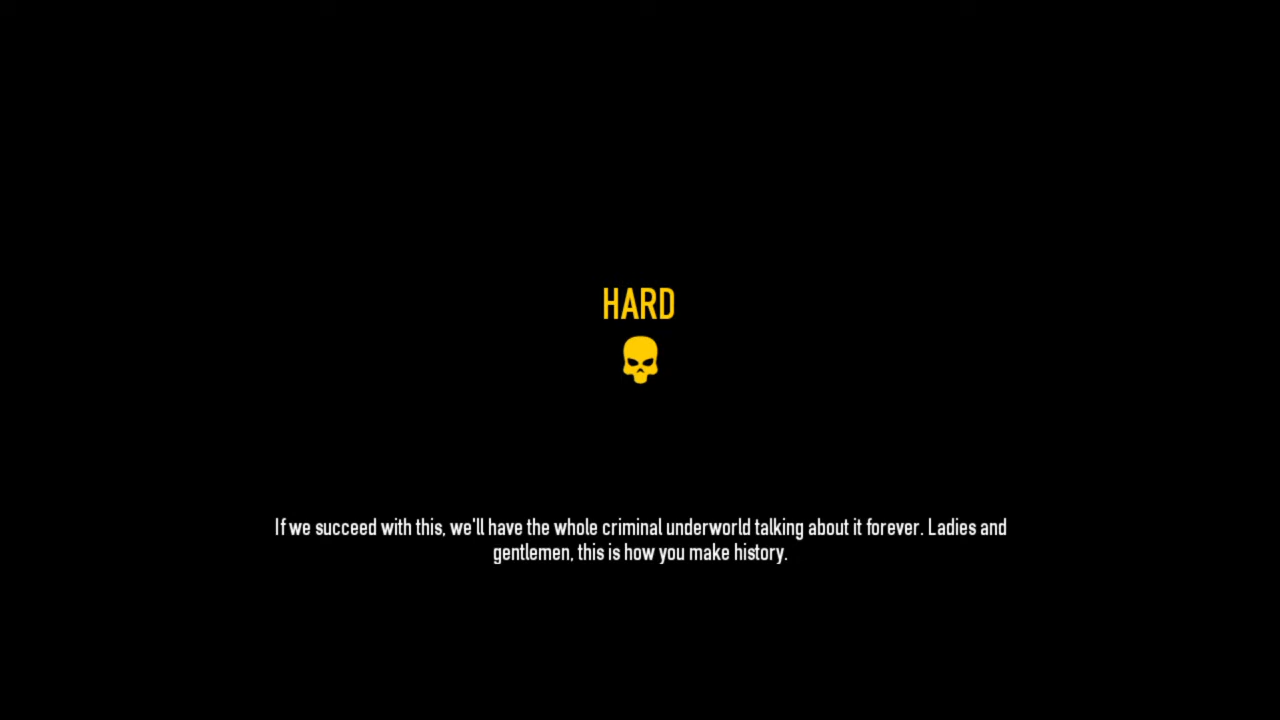 HARD
If we succeed with this, we'll have the whole criminal underworld talking about it forever. Ladies and
gentlemen, this is how you make history.